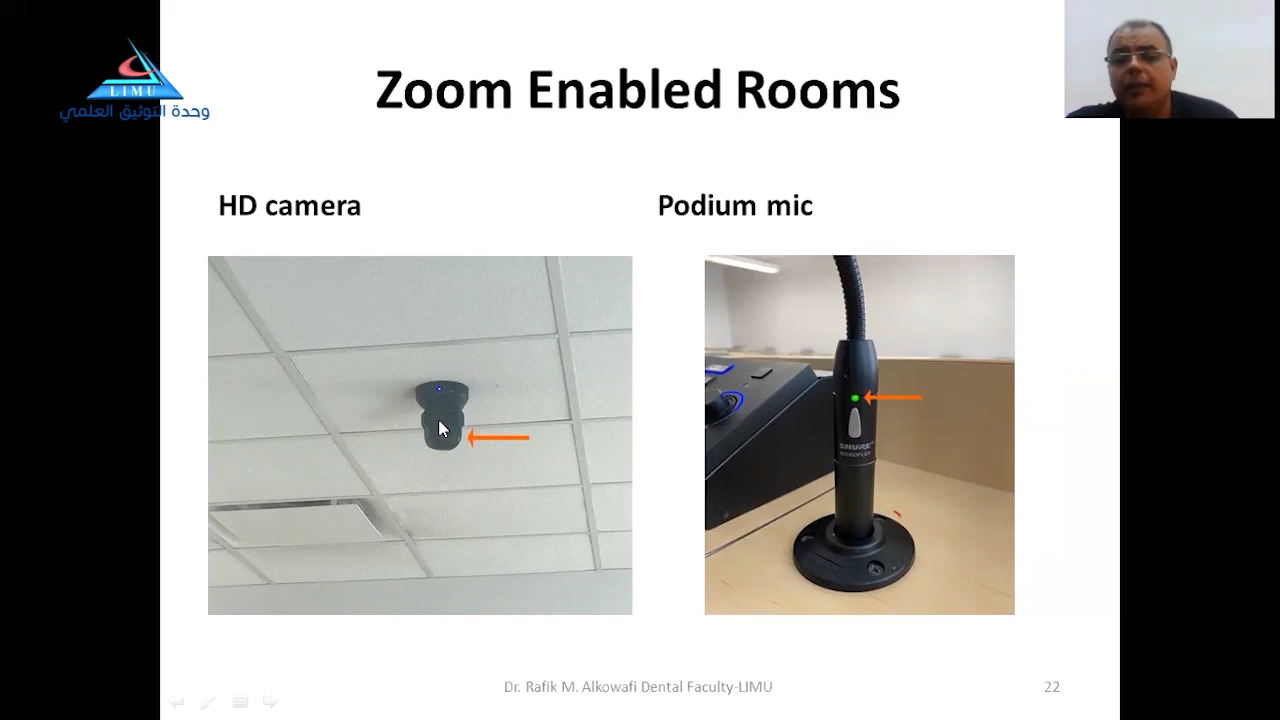 LIMU
وحدة التوثيق العلمي
Zoom Enabled Rooms
HD camera
Podium mic
SHURE
MICROFLEX
Dr. Rafik M. Alkowafi Dental Faculty-LIMU
22